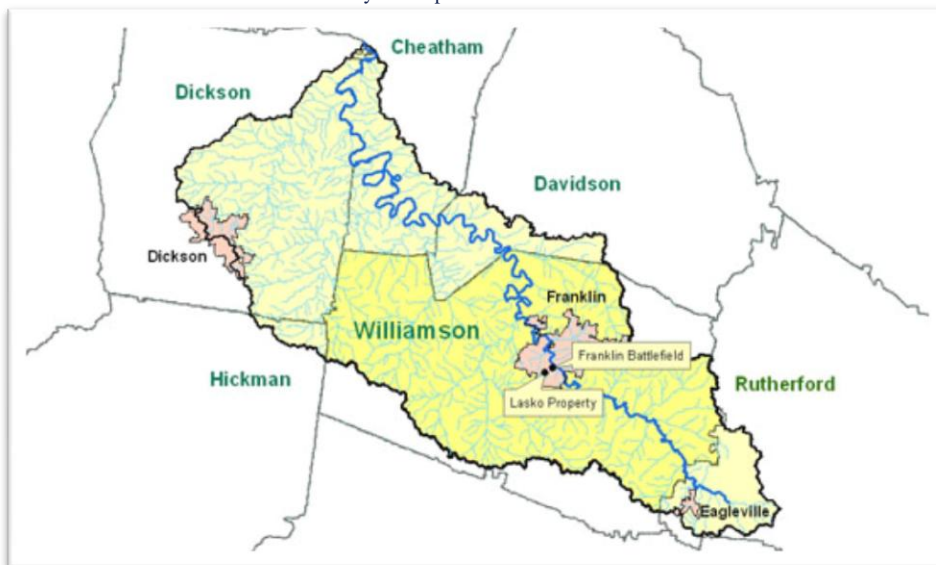 Cheatham
Dickson
Davidson
Dickson
Franklin
Williamson
Franklin Battlefield
Hickman
Rutherford
Lasko Property
Eagleville